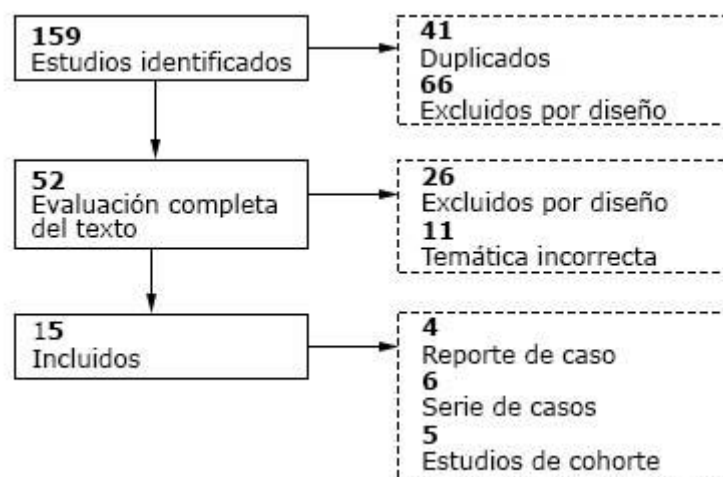 159
Estudios identificados
41
Duplicados
66
Excluidos por diseño
52
Evaluación completa
del texto
26
Excluidos por diseño
11
Temática incorrecta
15
Incluidos
4
Reporte de caso
6
Serie de casos
5
Estudios de cohorte